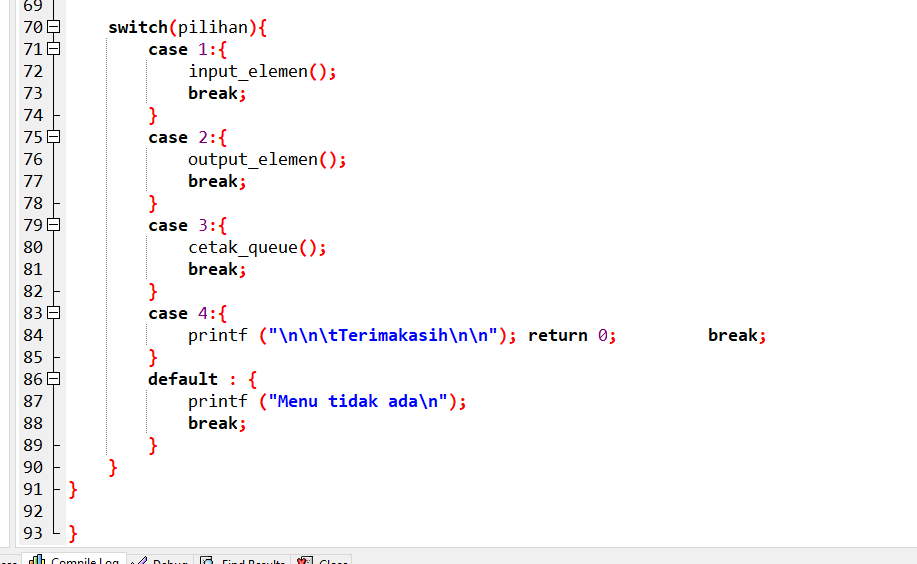 69
70 switch(pilihan){
71 case 1:{
72 input_elemen();
73 break;
74 }
75 case 2:{
76 output_elemen();
77 break;
78 }
79 case 3:{
80 cetak_queue();
81 break;
82 }
83 case 4:{
84 printf ("\n\n\tTerimakasih\n\n"); return 0; break;
85 }
86 default : {
87 printf ("Menu tidak ada\n");
88 break;
89 }
90 }
91 }
92
93 }
Compile Log Debug Find Results Close